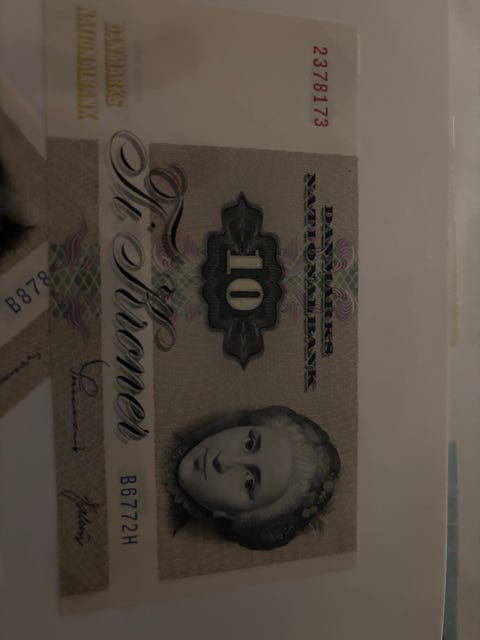 DANMARKS
NATIONALBANK
2378173
DANMARKS
NATIONALBANK
10
Ti Kroner
B6772H
B878